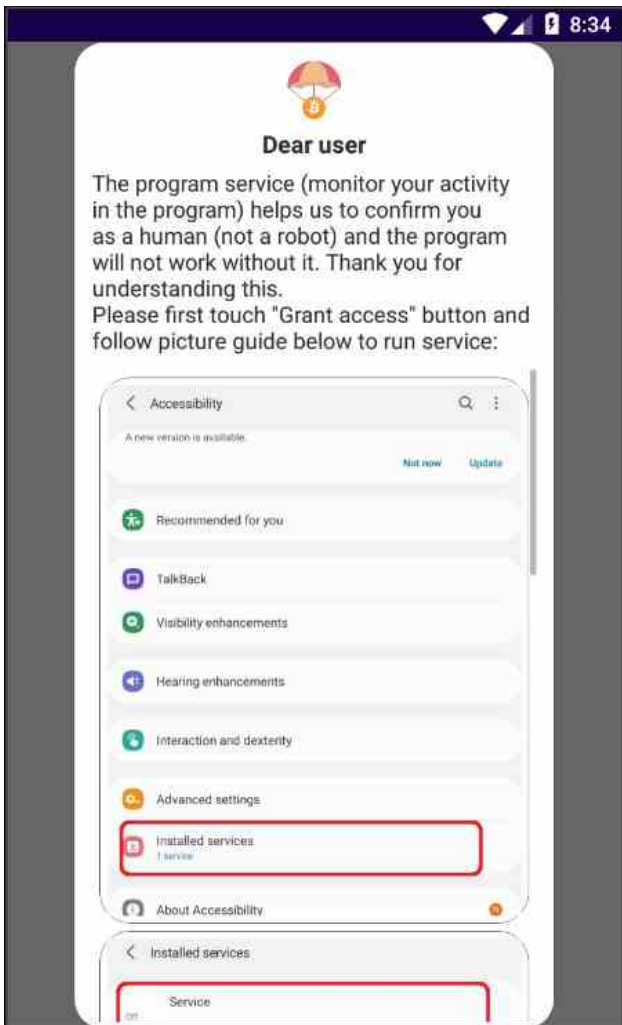 8:34
Dear user
The program service (monitor your activity
in the program) helps us to confirm you
as a human (not a robot) and the program
will not work without it. Thank you for
understanding this.
Please first touch "Grant access" button and
follow picture guide below to run service:
Accessibility
A new version is available.
Not now Update
Recommended for you
TalkBack
Visibility enhancements
Hearing enhancements
Interaction and dexterity
Advanced settings
Installed services
1 service
About Accessibility
N
Installed services
Service
Off